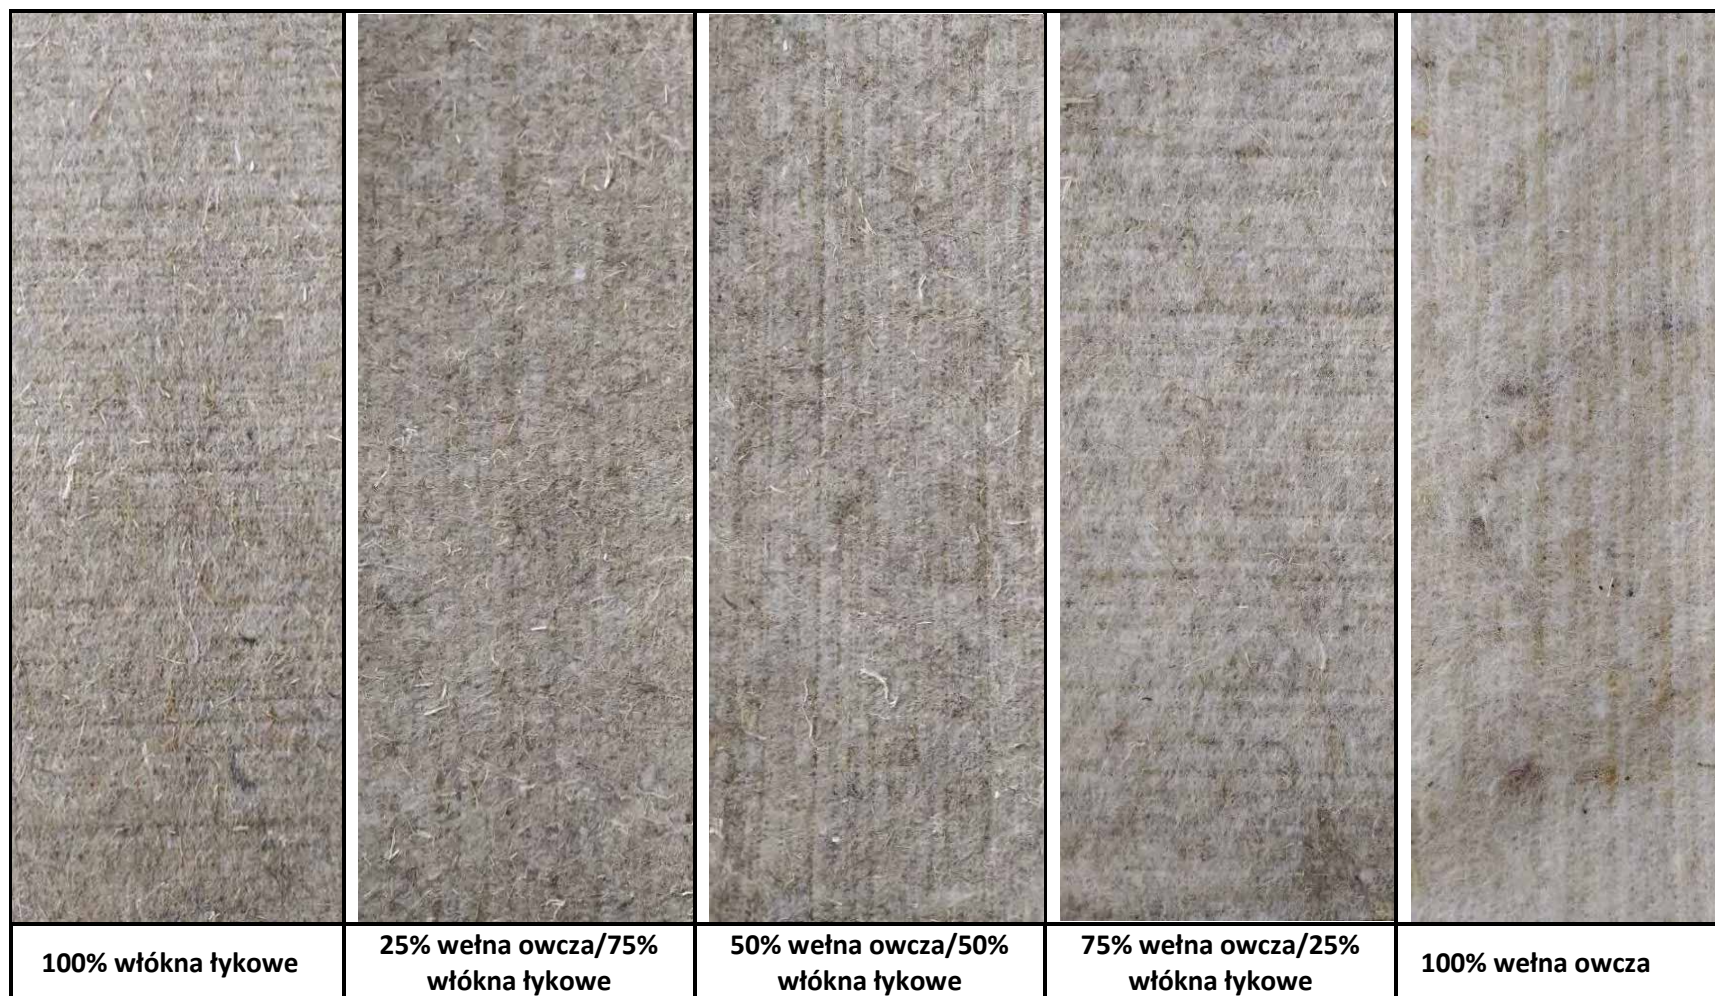 100% włókna łykowe
25% wełna owcza/75%
włókna łykowe
50% wełna owcza/50%
włókna łykowe
75% wełna owcza/25%
włókna łykowe
100% wełna owcza